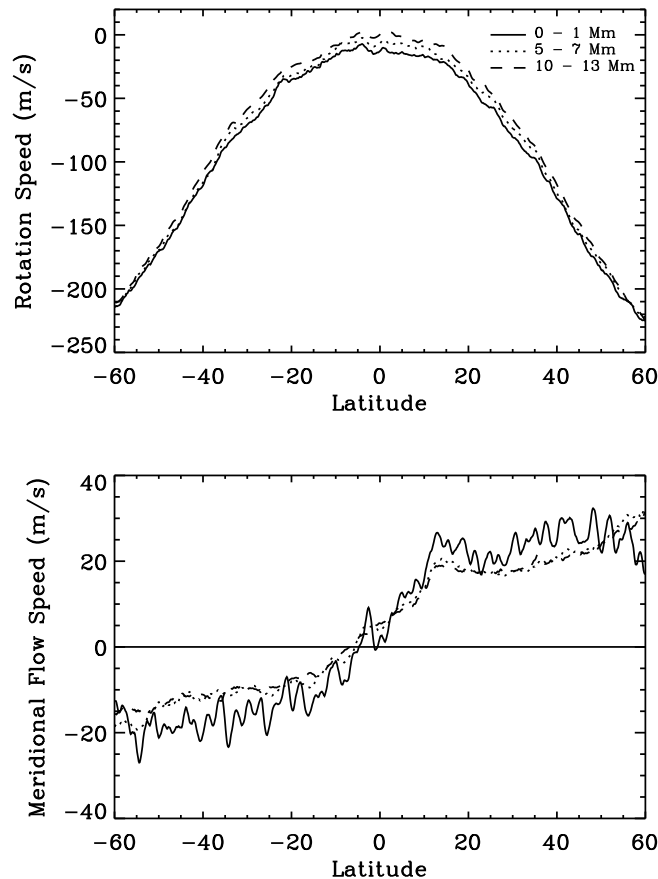 0
−50
−100
−150
−200
−250
Rotation Speed (m/s)
0 − 1 Mm
5 − 7 Mm
10 − 13 Mm
−60 −40 −20 0 20 40 60
Latitude
40
20
0
−20
−40
Meridional Flow Speed (m/s)
−60 −40 −20 0 20 40 60
Latitude